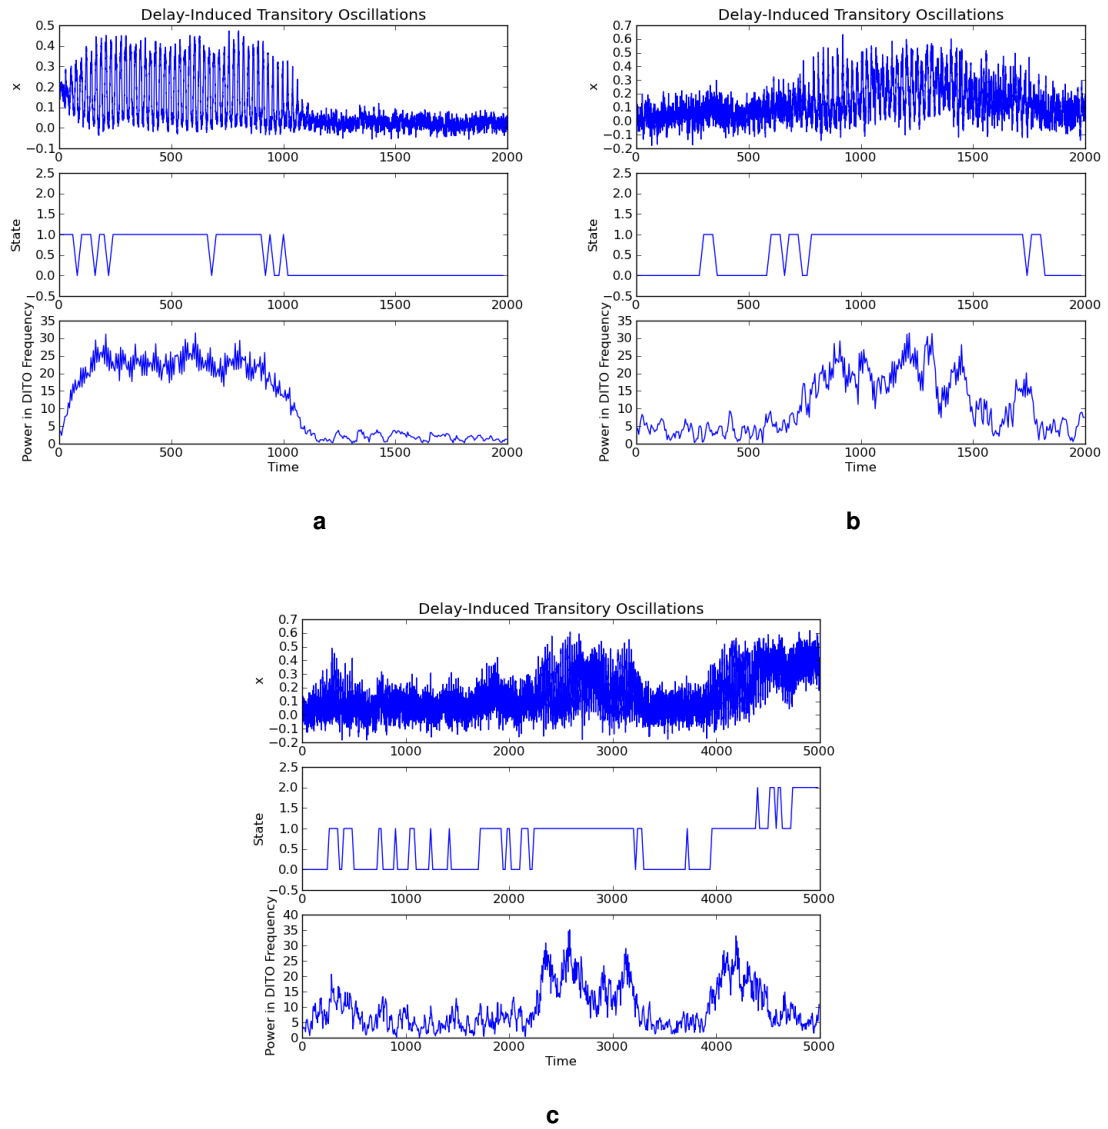 Delay-Induced Transitory Oscillations
0.5
0.4
0.3
0.2
0.1
0.0
−0.1
x
0 500 1000 1500 2000
2.5
2.0
1.5
1.0
0.5
0.0
−0.5
State
0 500 1000 1500 2000
35
30
25
20
15
10
5
0
Power in DITO Frequency
0 500 1000 1500 2000
Time
a
Delay-Induced Transitory Oscillations
0.7
0.6
0.5
0.4
0.3
0.2
0.1
0.0
−0.1
−0.2
x
0 500 1000 1500 2000
2.5
2.0
1.5
1.0
0.5
0.0
−0.5
State
0 500 1000 1500 2000
35
30
25
20
15
10
5
0
Power in DITO Frequency
0 500 1000 1500 2000
Time
b
Delay-Induced Transitory Oscillations
0.7
0.6
0.5
0.4
0.3
0.2
0.1
0.0
−0.1
−0.2
x
0 1000 2000 3000 4000 5000
2.5
2.0
1.5
1.0
0.5
0.0
−0.5
State
0 1000 2000 3000 4000 5000
40
35
30
25
20
15
10
5
0
Power in DITO Frequency
0 1000 2000 3000 4000 5000
Time
c